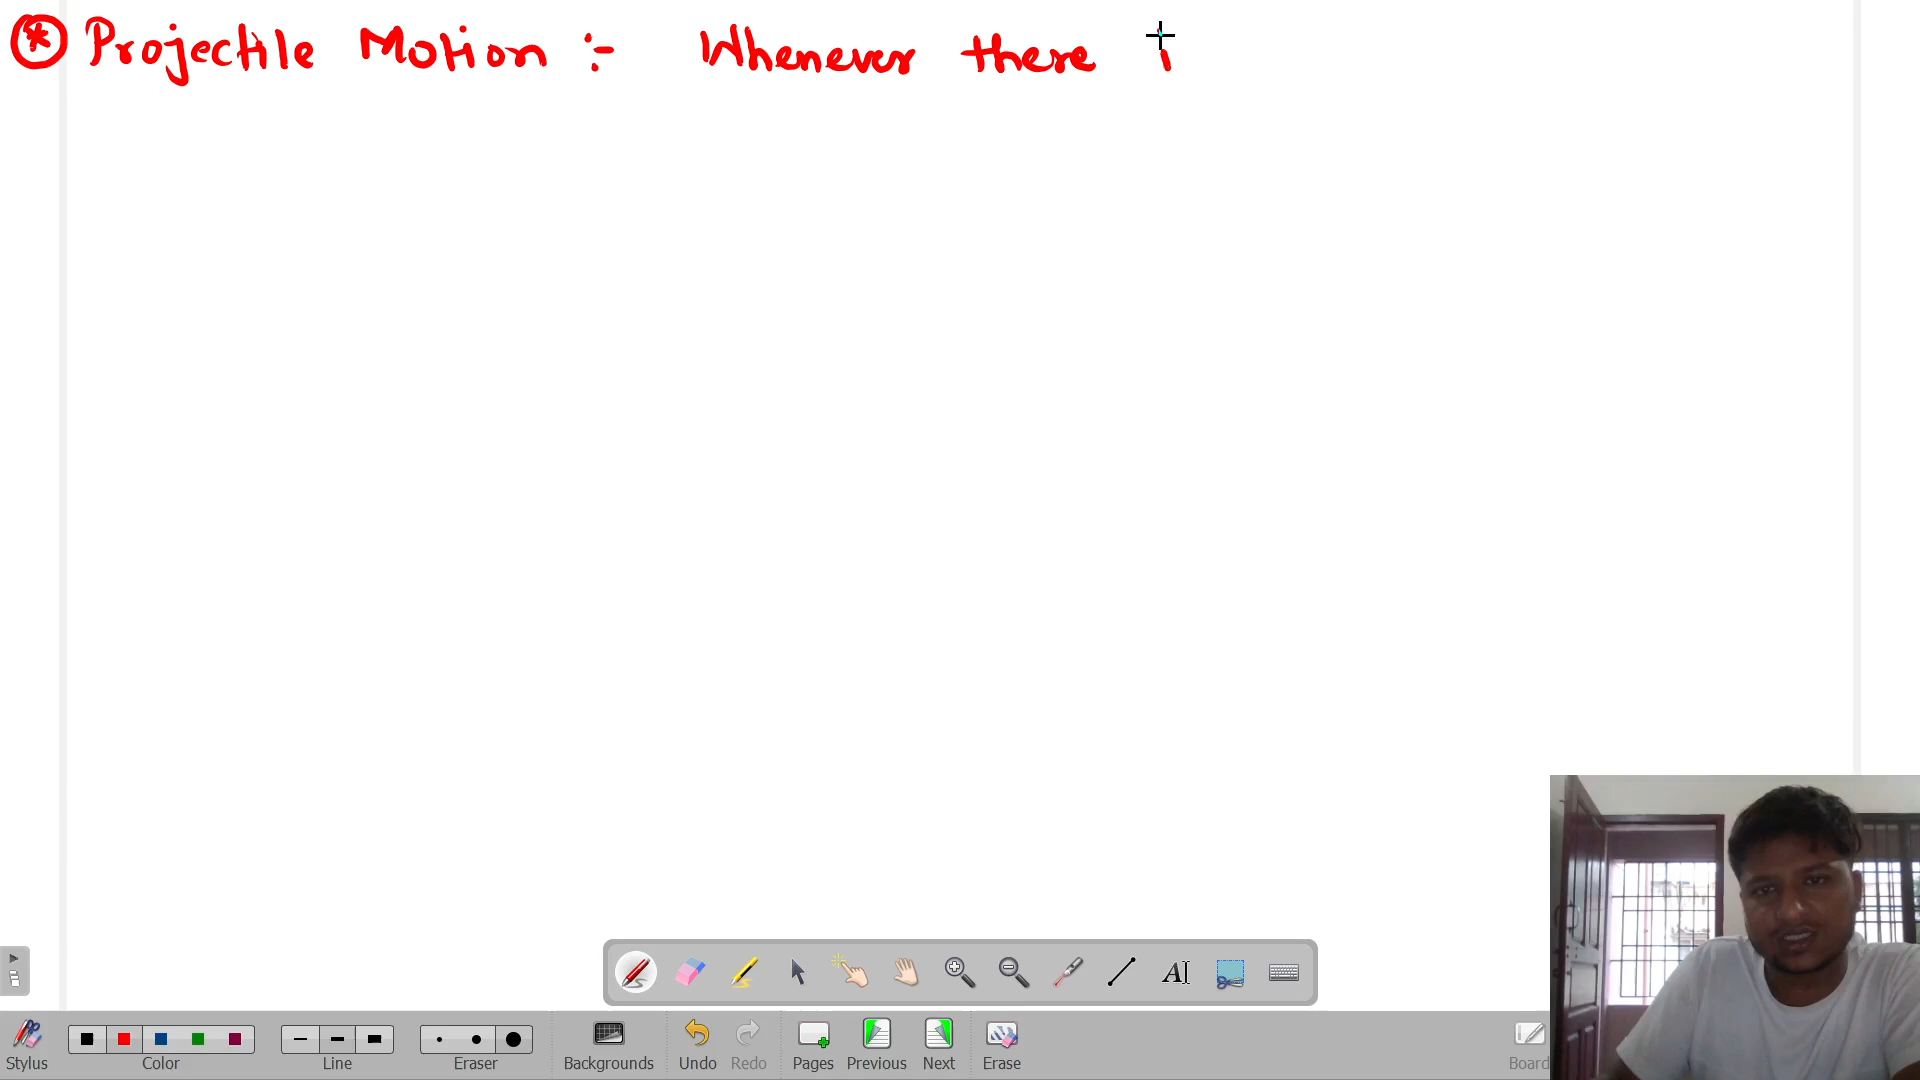 * Projectile Motion :- Whenever there i
Stylus
Color
Line
Eraser
Backgrounds
Undo
Redo
Pages
Previous
Next
Erase
Board